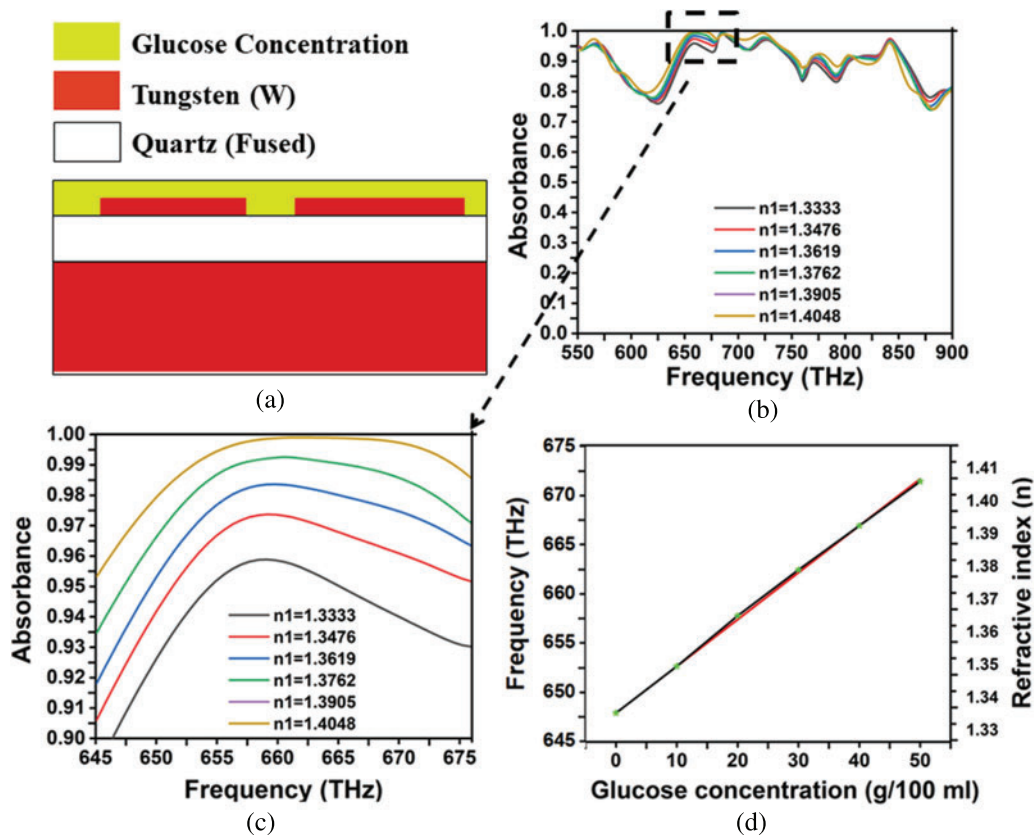 Glucose Concentration
Tungsten (W)
Quartz (Fused)
(a)
Absorbance
1.0
0.9
0.8
0.7
0.6
0.5
0.4
0.3
0.2
0.2
0.1
0.0
n1=1.3333
n1=1.3476
n1=1.3619
n1=1.3762
n1=1.3905
n1=1.4048
550 600 650 700 750 800 850 900
Frequency (THz)
(b)
Absorbance
1.00
0.99
0.98
0.97
0.96
0.95
0.94
0.93
0.92
0.91
0.90
n1=1.3333
n1=1.3476
n1=1.3619
n1=1.3762
n1=1.3905
n1=1.4048
645 650 655 660 665 670 675
Frequency (THz)
(c)
Frequency (THz)
675
670
665
660
655
650
645
1.41
1.40
1.39
1.38
1.37
1.36
1.35
1.34
1.33
Refractive index (n)
0 5 10 15 20 25 30 35 40 45 50
Glucose concentration (g/100 ml)
(d)